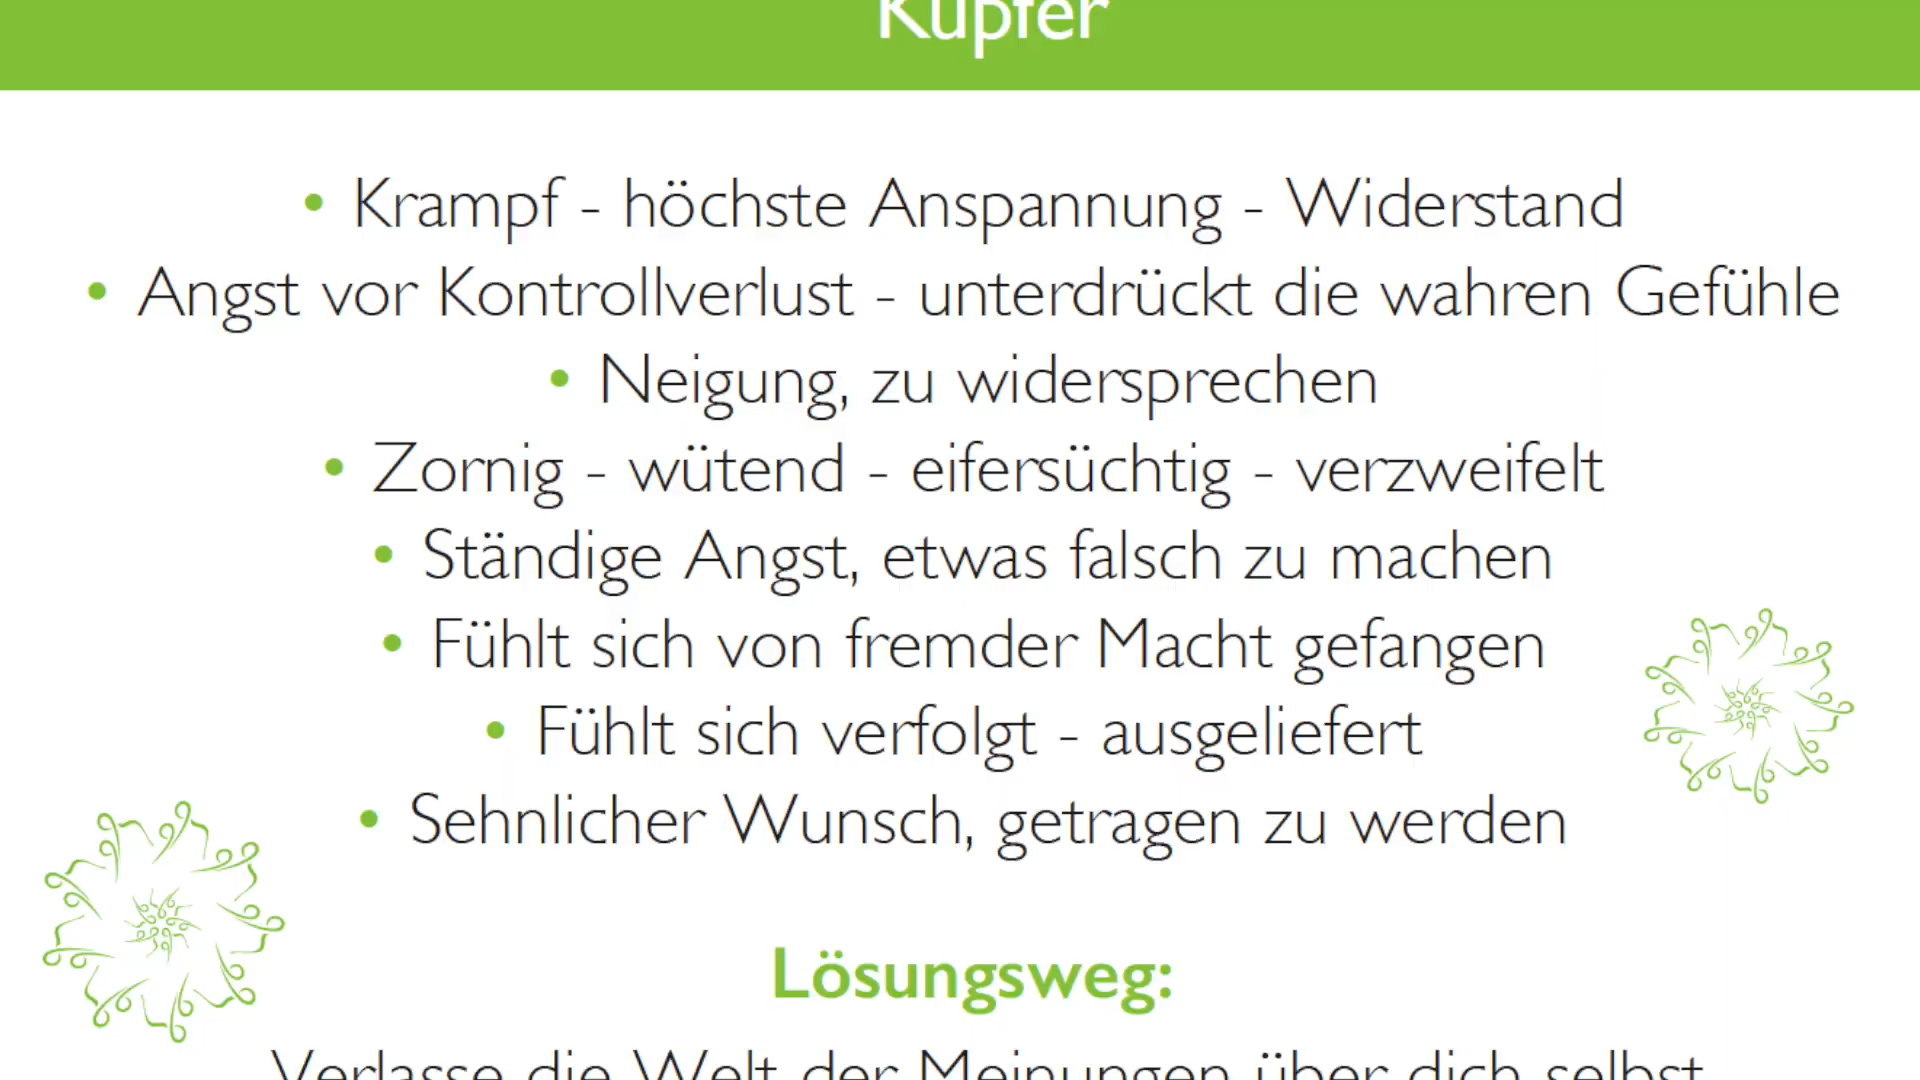 Kupfer
• Krampf - höchste Anspannung - Widerstand
• Angst vor Kontrollverlust - unterdrückt die wahren Gefühle
• Neigung, zu widersprechen
• Zornig - wütend - eifersüchtig - verzweifelt
• Ständige Angst, etwas falsch zu machen
• Fühlt sich von fremder Macht gefangen
• Fühlt sich verfolgt - ausgeliefert
• Sehnlicher Wunsch, getragen zu werden
Lösungsweg:
Verlasse die Welt der Meinungen über dich selbst